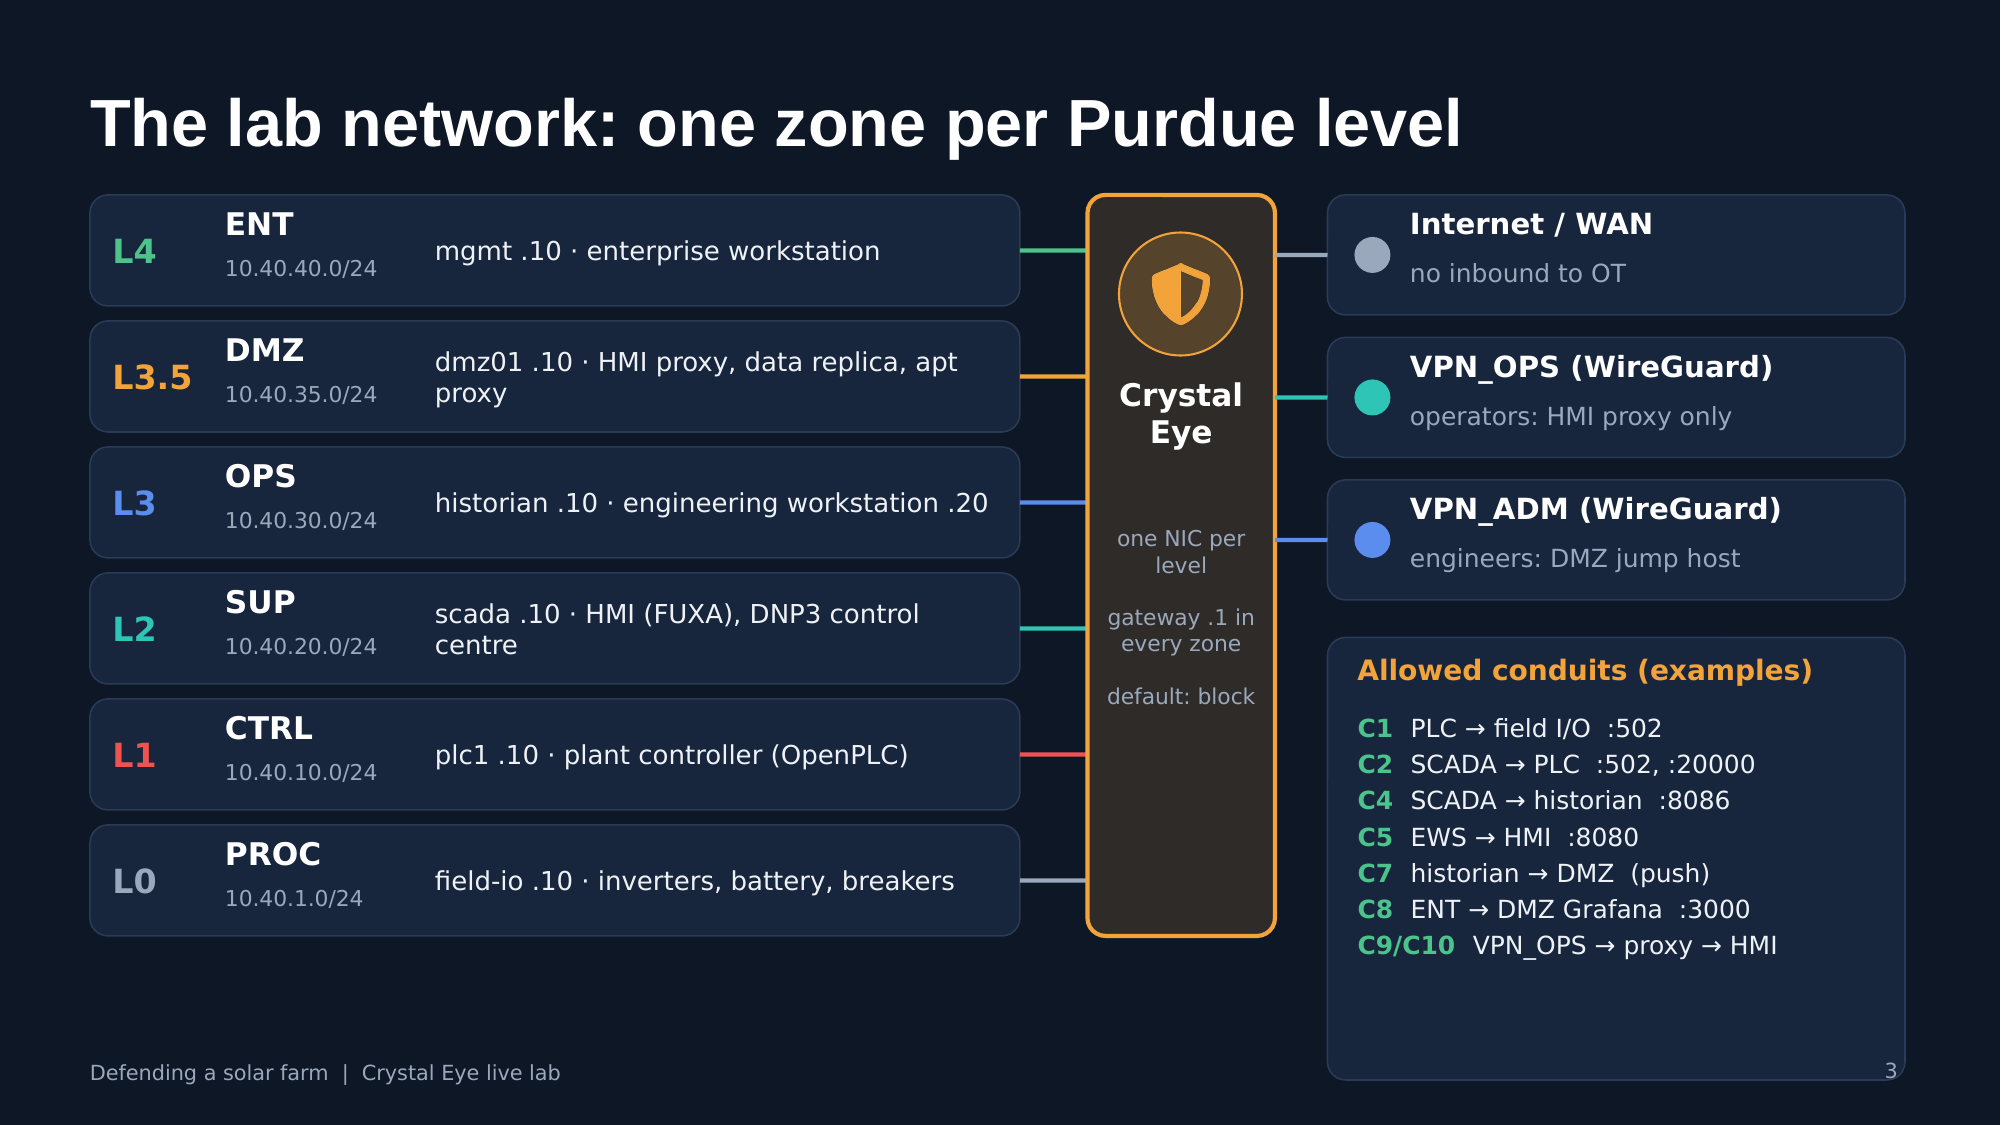 The lab network: one zone per Purdue level
L4
ENT
10.40.40.0/24
mgmt .10 · enterprise workstation
L3.5
DMZ
10.40.35.0/24
dmz01 .10 · HMI proxy, data replica, apt
proxy
L3
OPS
10.40.30.0/24
historian .10 · engineering workstation .20
L2
SUP
10.40.20.0/24
scada .10 · HMI (FUXA), DNP3 control
centre
L1
CTRL
10.40.10.0/24
plc1 .10 · plant controller (OpenPLC)
L0
PROC
10.40.1.0/24
field-io .10 · inverters, battery, breakers
Crystal
Eye
one NIC per
level
gateway .1 in
every zone
default: block
Internet / WAN
no inbound to OT
VPN_OPS (WireGuard)
operators: HMI proxy only
VPN_ADM (WireGuard)
engineers: DMZ jump host
Allowed conduits (examples)
C1 PLC → field I/O :502
C2 SCADA → PLC :502, :20000
C4 SCADA → historian :8086
C5 EWS → HMI :8080
C7 historian → DMZ (push)
C8 ENT → DMZ Grafana :3000
C9/C10 VPN_OPS → proxy → HMI
Defending a solar farm | Crystal Eye live lab
3